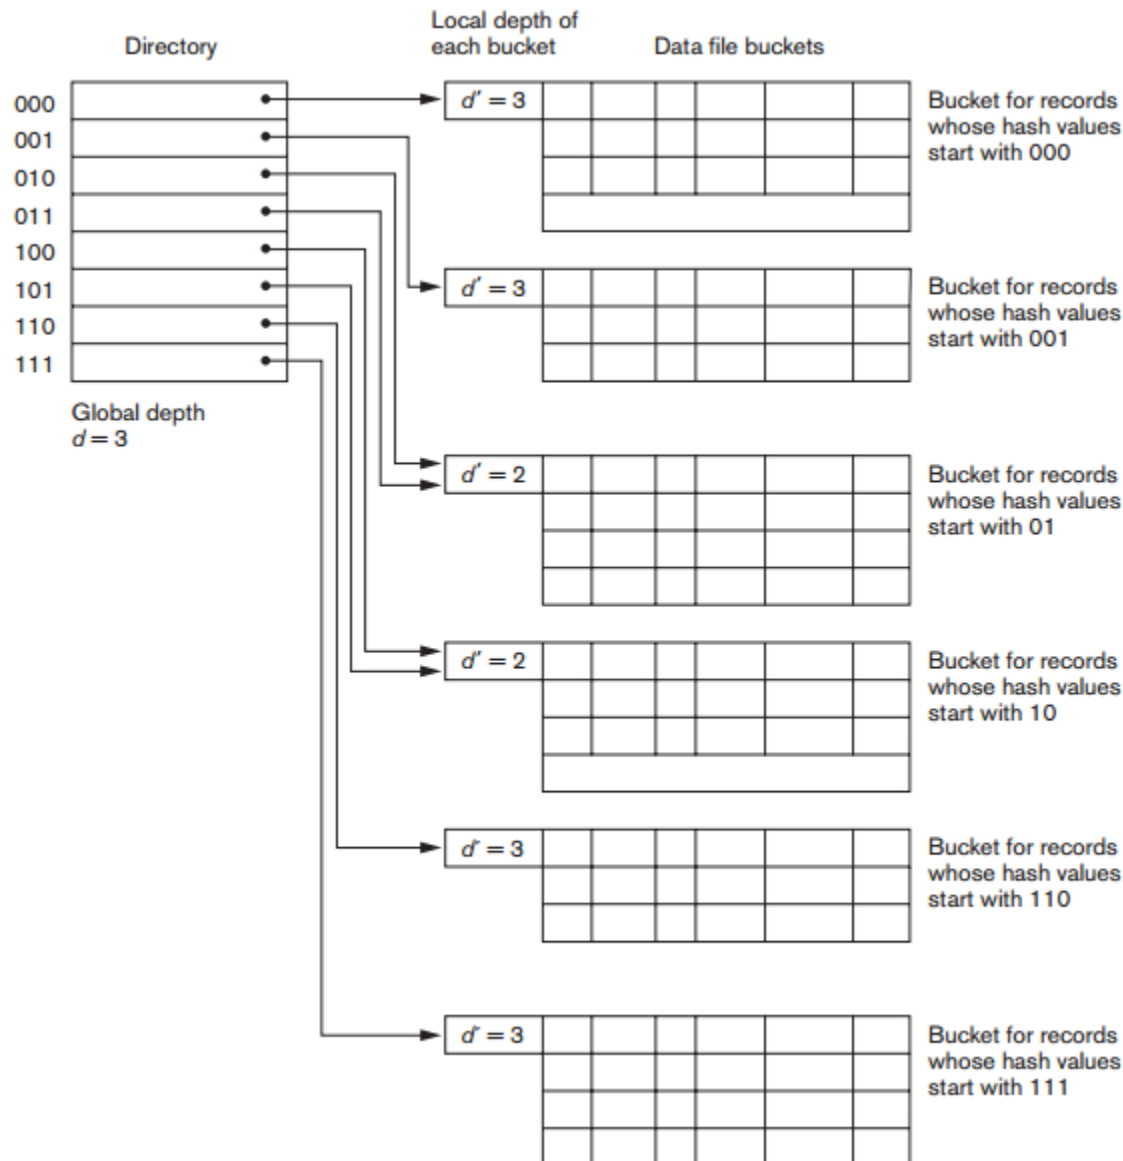 Directory
Local depth of
each bucket
Data file buckets
000
001
010
011
100
101
110
111
Global depth
d = 3
d′ = 3
Bucket for records
whose hash values
start with 000
d′ = 3
Bucket for records
whose hash values
start with 001
d′ = 2
Bucket for records
whose hash values
start with 01
d′ = 2
Bucket for records
whose hash values
start with 10
d′ = 3
Bucket for records
whose hash values
start with 110
d′ = 3
Bucket for records
whose hash values
start with 111